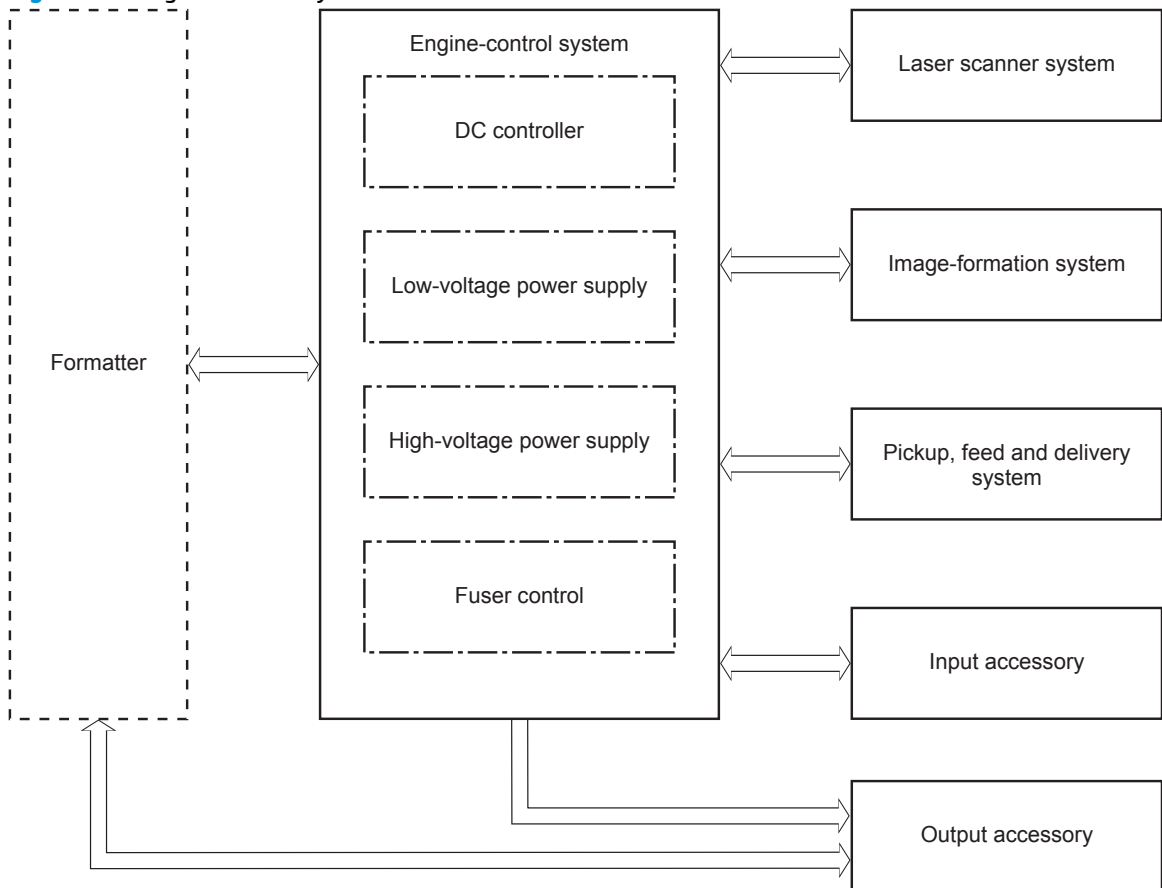 Engine-control system
Laser scanner system
DC controller
Image-formation system
Low-voltage power supply
Formatter
High-voltage power supply
Pickup, feed and delivery
system
Fuser control
Input accessory
Output accessory